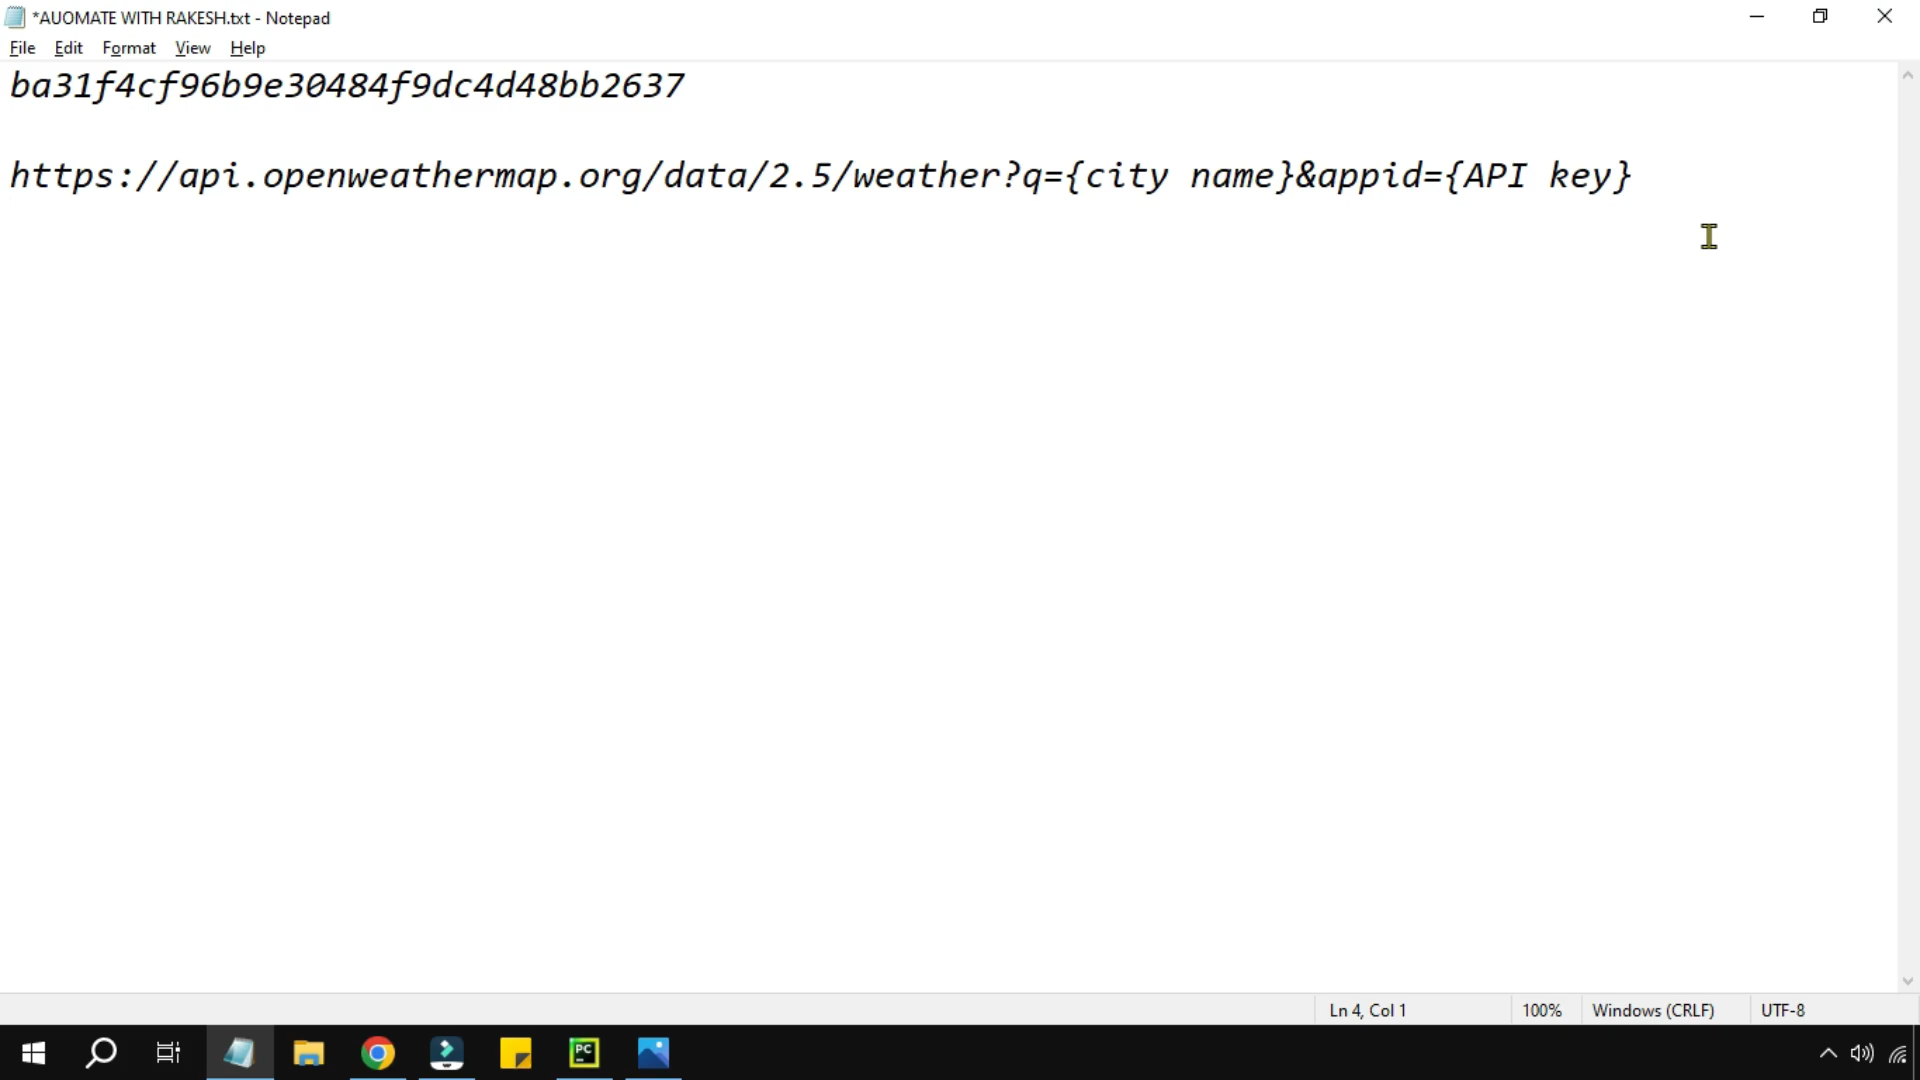 *AUOMATE WITH RAKESH.txt - Notepad
File Edit Format View Help
ba31f4cf96b9e30484f9dc4d48bb2637
https://api.openweathermap.org/data/2.5/weather?q={city name}&appid={API key}
Ln 4, Col 1 100% Windows (CRLF) UTF-8
PC